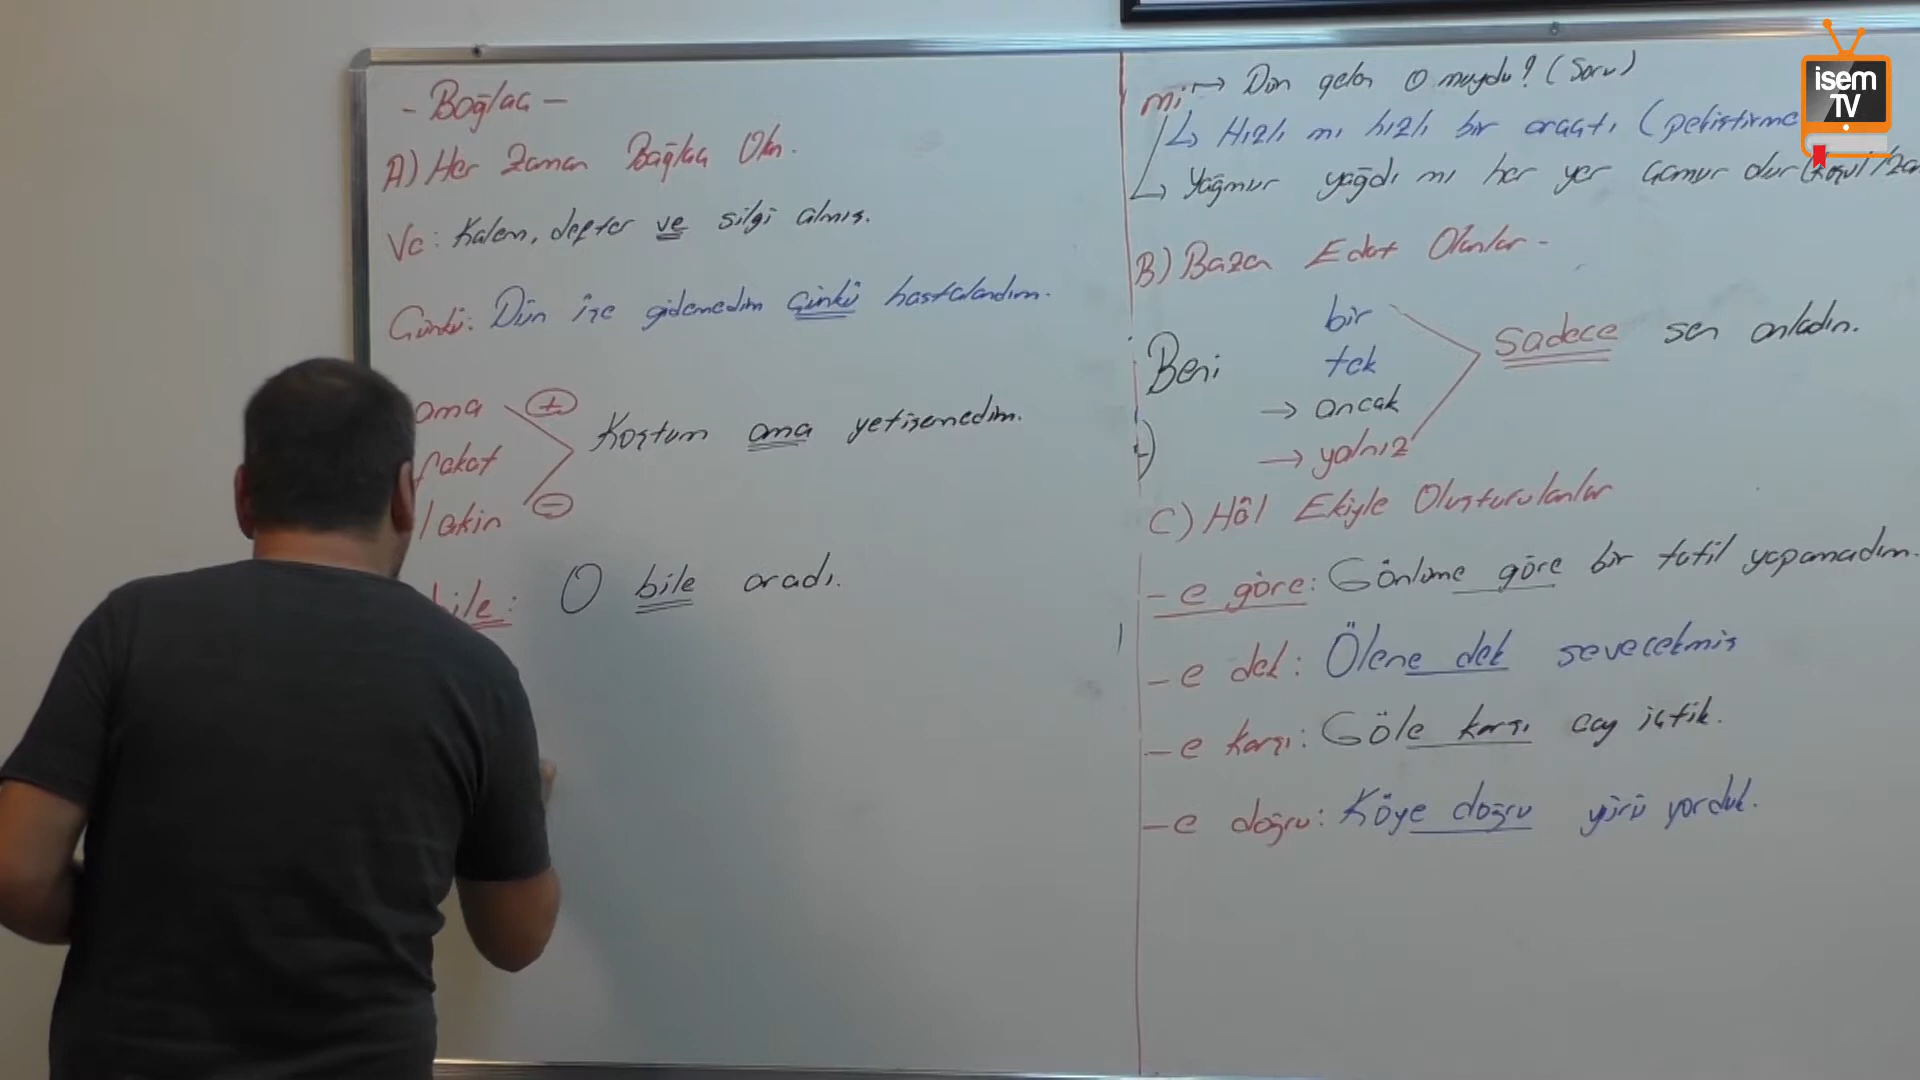 - Bağlaç -
A) Her Zaman Bağlaç Olan.
Ve: Kalem, defter ve silgi almış.
Çünkü: Dün işe gidemedim çünkü hastalandım.
ama
fakat
lakin
+
-
Koştum ama yetişemedim.
bile: O bile aradı.
mi → Dün gelen O muydu? (Soru)
↳ Hızlı mı hızlı bir araçtı (pekiştirme
↳ Yağmur yağdı mı her yer çamur olur (koşul/zam
B) Bazen Edat Olanlar -
Beni
bir
tek
→ ancak
→ yalnız
sadece sen anladın.
C) Hâl Ekiyle Oluşturulanlar
- e göre: Gönlüme göre bir tatil yapamadım.
- e dek: Ölene dek sevecekmiş
- e karşı: Göle karşı çay içtik.
- e doğru: Köye doğru yürüyorduk.
isem
TV